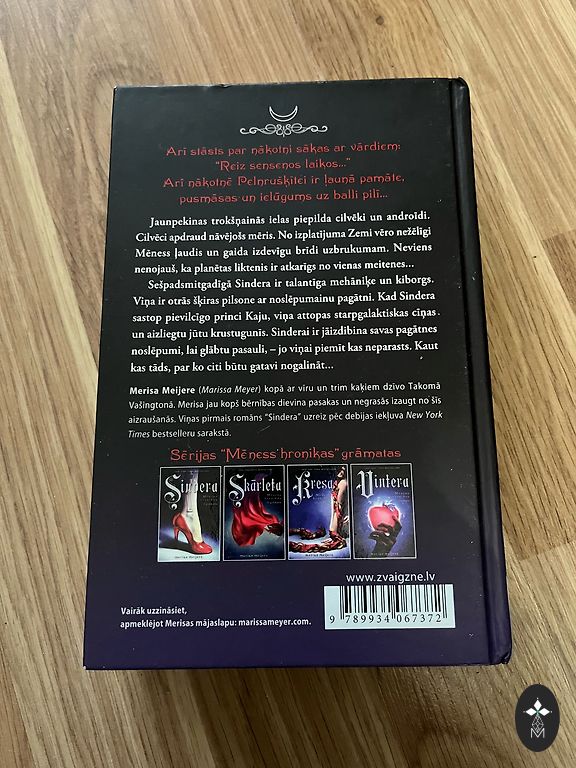 Arī stāsts par nākotni sākas ar vārdiem:
“Reiz senseņos laikos...”
Arī nākotnē Pelnrušķītei ir ļaunā pamāte,
pusmāsas un ielūgums uz balli pilī...
Jaunpekinas trokšņainās ielas piepilda cilvēki un androīdi.
Cilvēci apdraud nāvējošs mēris. No izplatījuma Zemi vēro nežēlīgi
Mēness ļaudis un gaida izdevīgu brīdi uzbrukumam. Neviens
nenojauš, ka planētas liktenis ir atkarīgs no vienas meitenes...
Sešpadsmitgadīgā Sindera ir talantīga mehāniķe un kiborgs.
Viņa ir otrās šķiras pilsone ar noslēpumainu pagātni. Kad Sindera
sastop pievilcīgo princi Kaju, viņa attopas starpgalaktiskas cīņas
un aizliegtu jūtu krustugunīs. Sinderai ir jāizdibina savas pagātnes
noslēpumi, lai glābtu pasauli, – jo viņai piemīt kas neparasts. Kaut
kas tāds, par ko citi būtu gatavi nogalināt...
Merisa Meijere (Marissa Meyer) kopā ar vīru un trim kaķiem dzīvo Takomā
Vašingtonā. Merisa jau kopš bērnības dievina pasakas un negrasās izaugt no šīs
aizraušanās. Viņas pirmais romāns “Sindera” uzreiz pēc debijas iekļuva New York
Times bestselleru sarakstā.
Sērijas “Mēness hronikas” grāmatas
Sindera
Skārleta
Kresa
Vintera
Merisa Meijere
Merisa Meijere
Merisa Meijere
Merisa Meijere
www.zvaigzne.lv
Vairāk uzzināsiet,
apmeklējot Merisas mājaslapu: marissameyer.com.
9 789934 067372
M